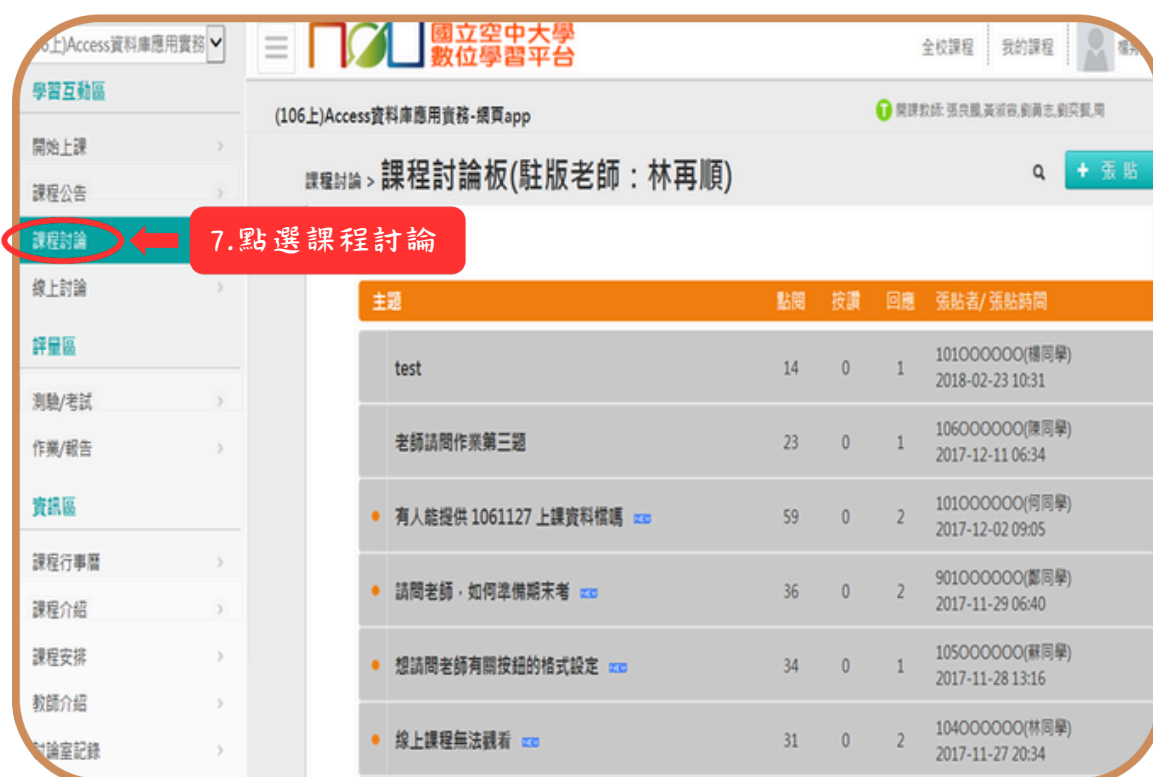 6上)Access資料庫應用實務
國立空中大學
數位學習平台
全校課程
我的課程
學習互動區
開始上課
課程公告
課程討論
線上討論
評量區
測驗/考試
作業/報告
資訊區
課程行事曆
課程介紹
課程安排
教師介紹
討論室記錄
(106上)Access資料庫應用實務-網頁app
T 開課教師: 張良鳳,黃淑容,劉勇志,劉奕賢,周
課程討論 > 課程討論板(駐版老師:林再順)
+ 張貼
7.點選課程討論
主題 點閱 按讚 回應 張貼者/張貼時間
test 14 0 1 101OOOOOO(楊同學)
2018-02-23 10:31
老師請問作業第三題 23 0 1 106OOOOOO(陳同學)
2017-12-11 06:34
有人能提供 1061127 上課資料檔嗎 NEW 59 0 2 101OOOOOO(何同學)
2017-12-02 09:05
請問老師,如何準備期末考 NEW 36 0 2 901OOOOOO(鄭同學)
2017-11-29 06:40
想請問老師有關按鈕的格式設定 NEW 34 0 1 105OOOOOO(蘇同學)
2017-11-28 13:16
線上課程無法觀看 NEW 31 0 2 104OOOOOO(林同學)
2017-11-27 20:34